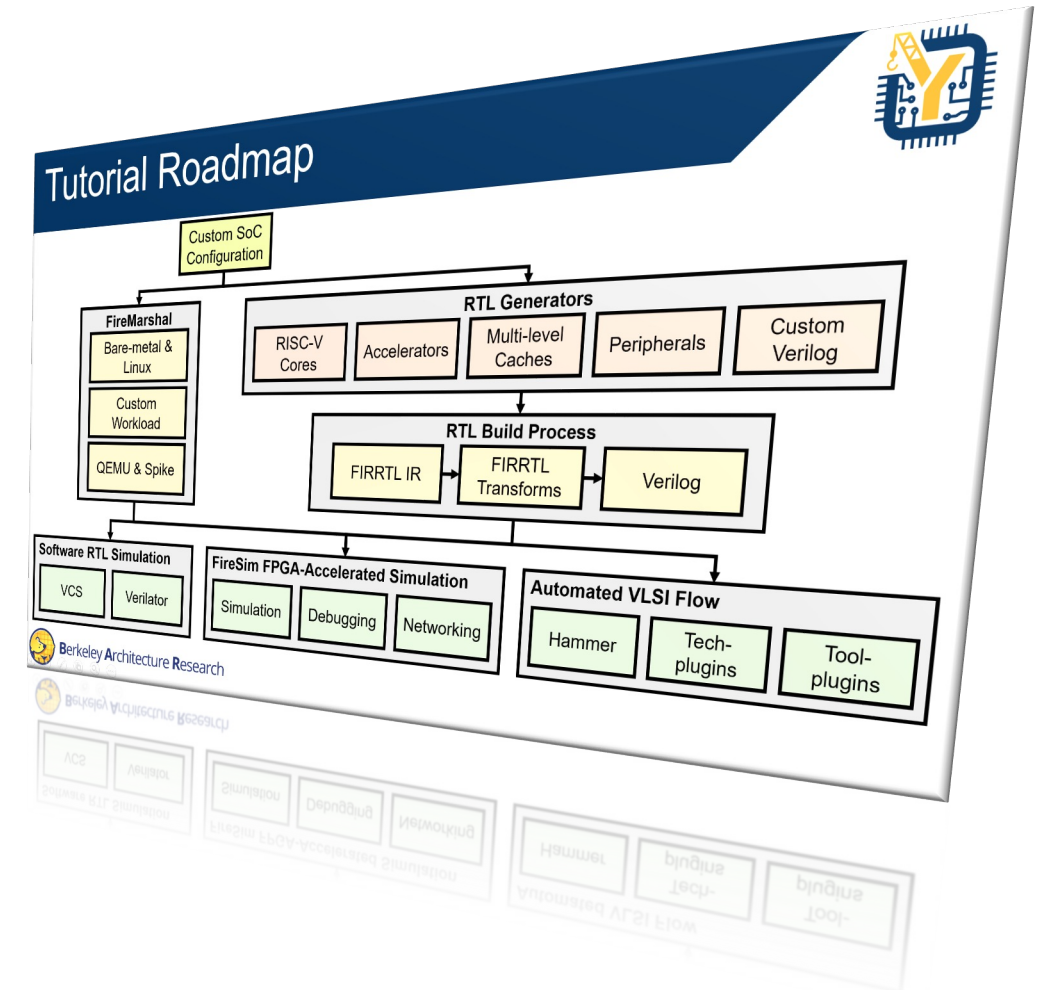 Tutorial Roadmap
Custom SoC
Configuration
FireMarshal
Bare-metal &
Linux
Custom
Workload
QEMU & Spike
RTL Generators
RISC-V
Cores
Accelerators
Multi-level
Caches
Peripherals
Custom
Verilog
RTL Build Process
FIRRTL IR
FIRRTL
Transforms
Verilog
Software RTL Simulation
VCS
Verilator
FireSim FPGA-Accelerated Simulation
Simulation
Debugging
Networking
Automated VLSI Flow
Hammer
Tech-
plugins
Tool-
plugins
Berkeley Architecture Research